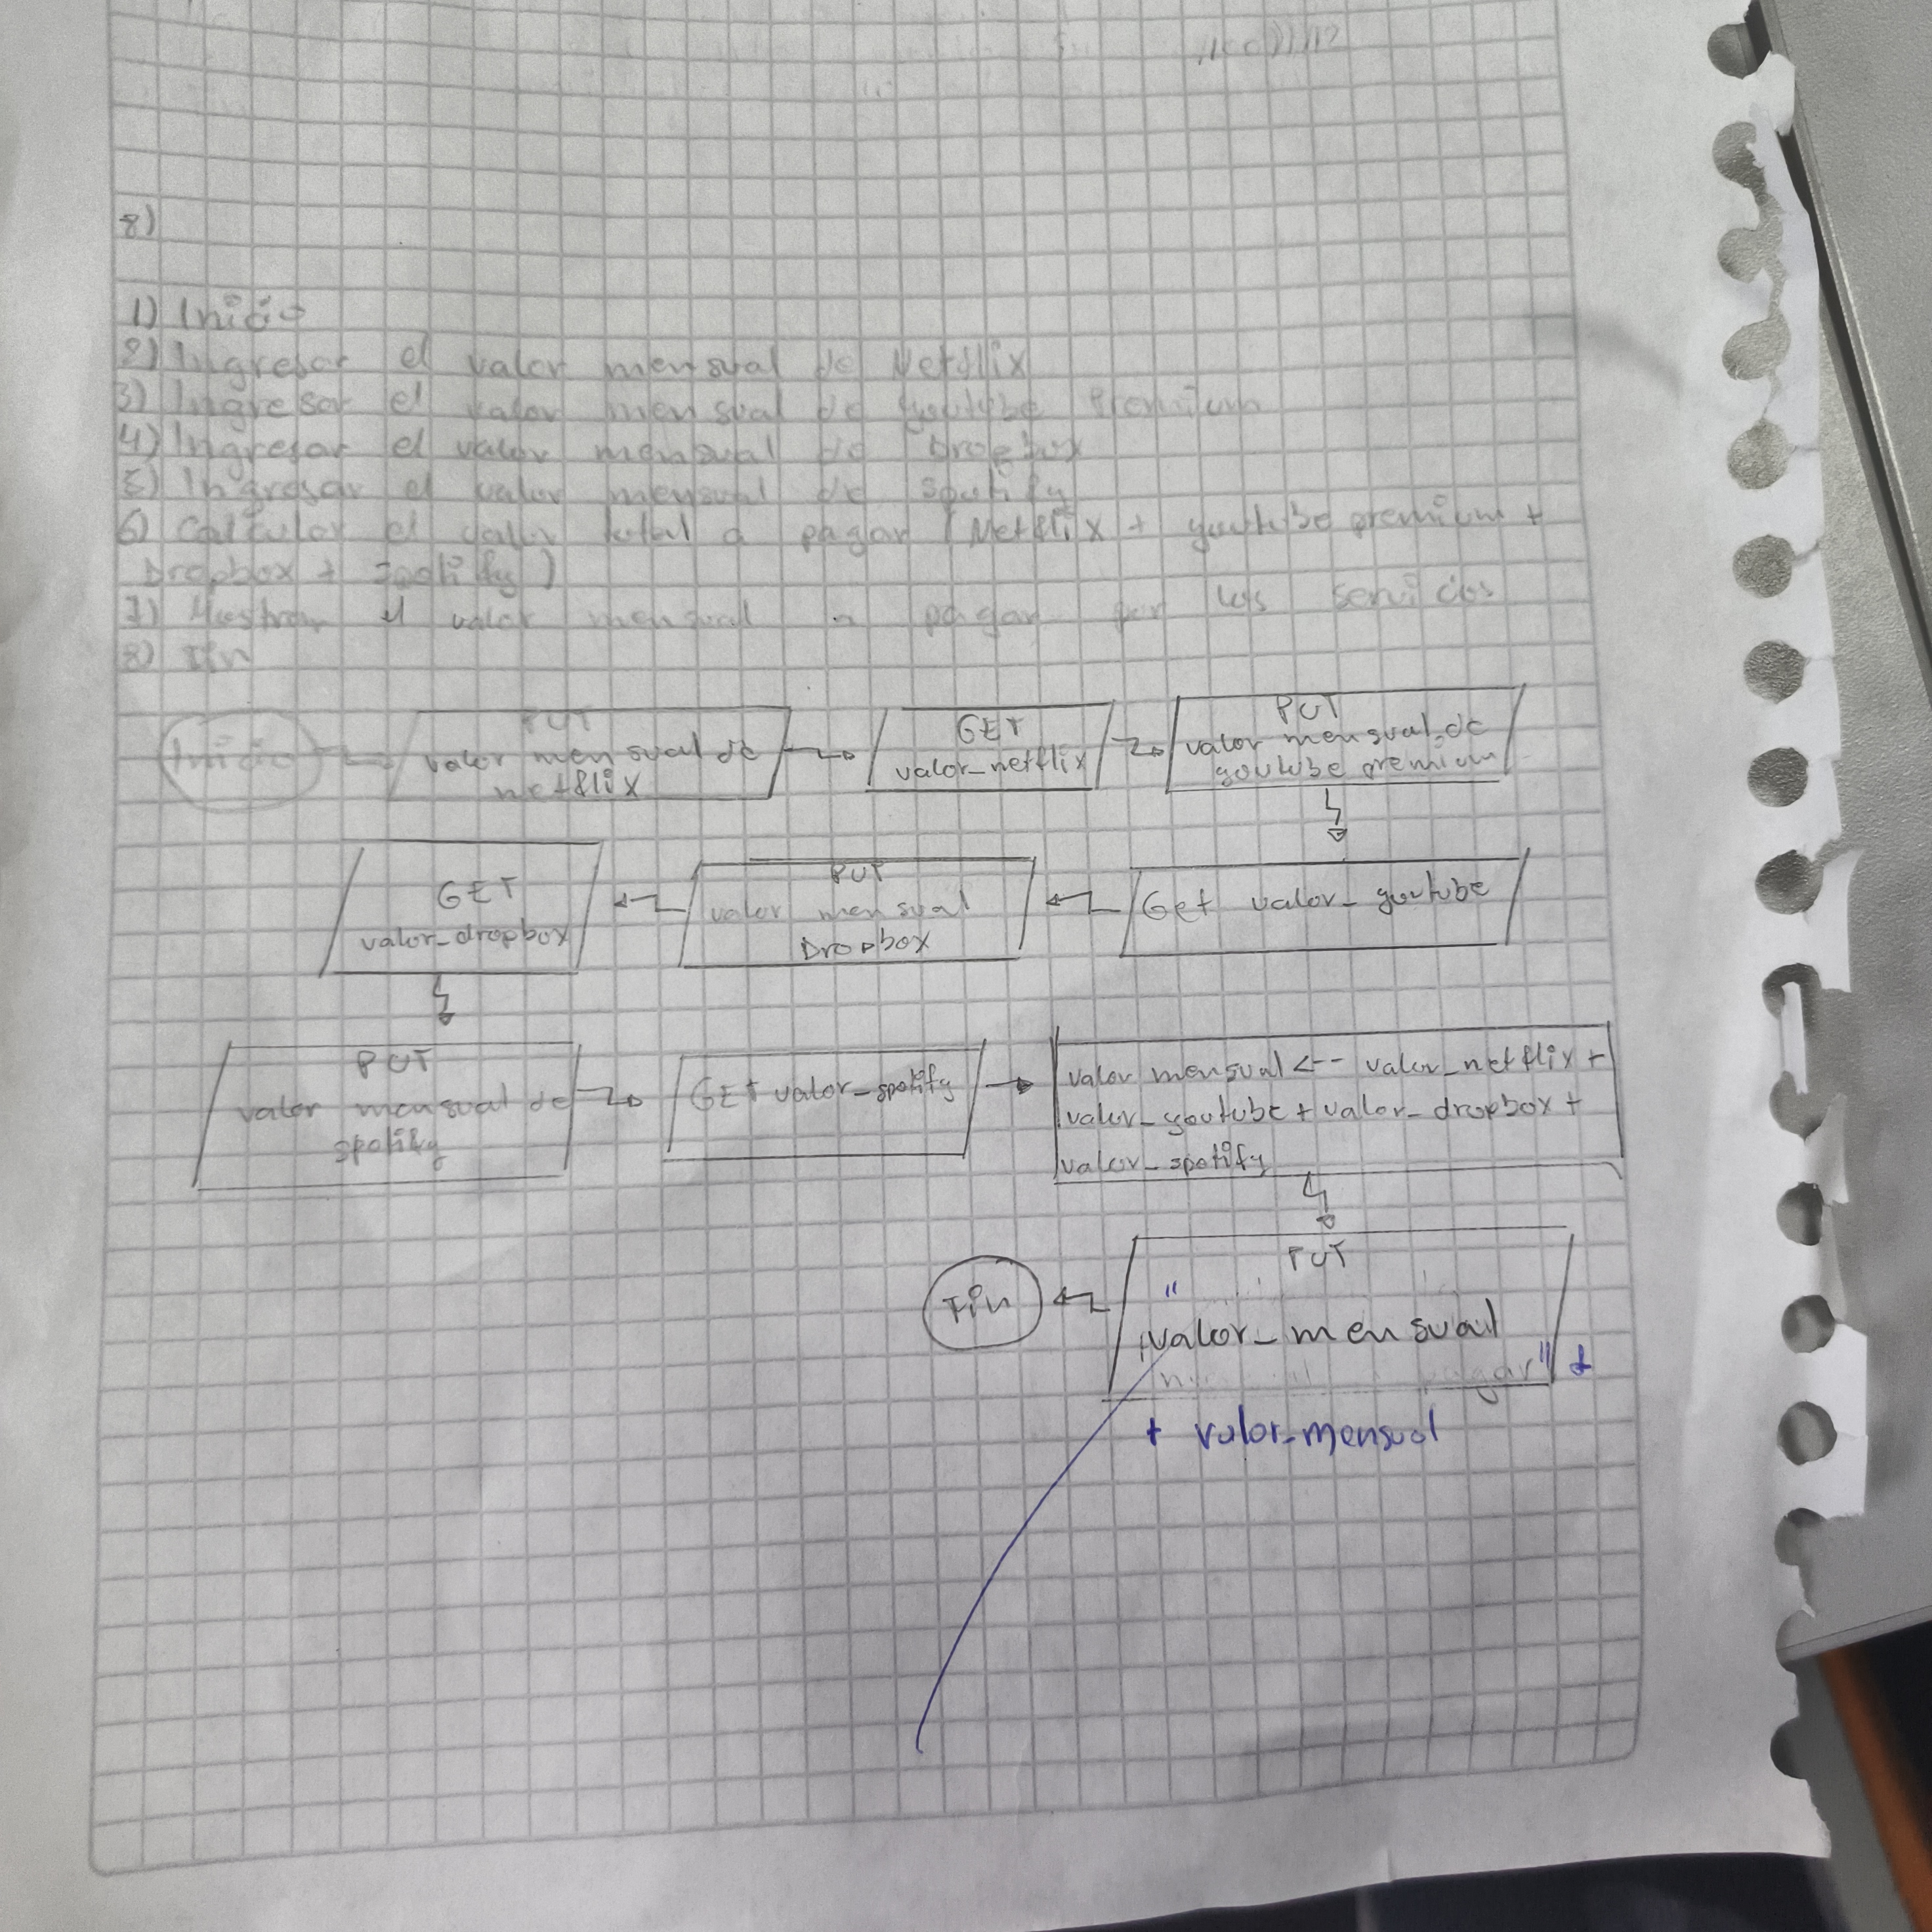 8)
1) Inicio
2) Ingresar el valor mensual de Netflix
3) Ingresar el valor mensual de youtube Premium
4) Ingresar el valor mensual de Dropbox
5) Ingresar el valor mensual de Spotify
6) Calcular el valor total a pagar (Netflix + youtube premium +
Dropbox + spotify)
7) Mostrar el valor mensual a pagar por los servicios
8) Fin
Inicio
PUT
valor mensual de
netflix
GET
valor_netflix
PUT
valor mensual de
youtube premium
Get valor_youtube
PUT
valor mensual
Dropbox
GET
valor_dropbox
PUT
valor mensual de
spotify
GET valor_spotify
valor mensual <-- valor_netflix +
valor_youtube + valor_dropbox +
valor_spotify
PUT
"
valor_mensual
pagar" +
+ valor_mensual
Fin